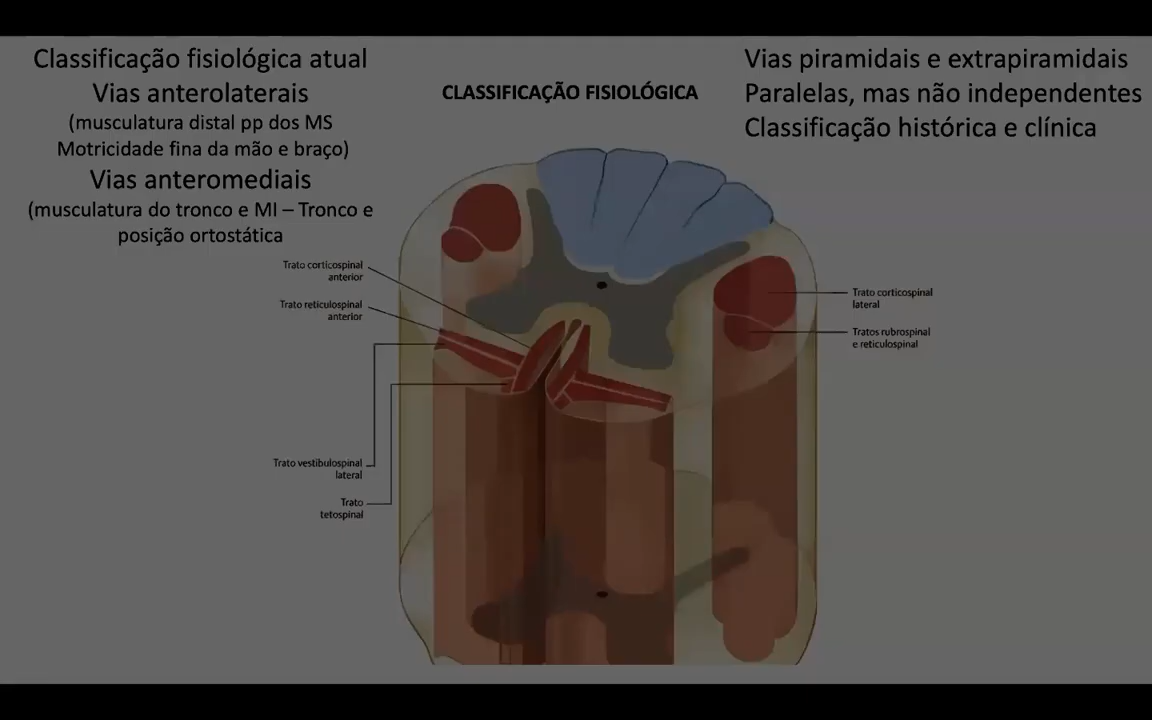 Classificação fisiológica atual
Vias anterolaterais
(musculatura distal pp dos MS
Motricidade fina da mão e braço)
Vias anteromediais
(musculatura do tronco e MI – Tronco e
posição ortostática
CLASSIFICAÇÃO FISIOLÓGICA
Vias piramidais e extrapiramidais
Paralelas, mas não independentes
Classificação histórica e clínica
Trato corticospinal
anterior
Trato reticulospinal
anterior
Trato vestibulospinal
lateral
Trato
tetospinal
Trato corticospinal
lateral
Tratos rubrospinal
e reticulospinal